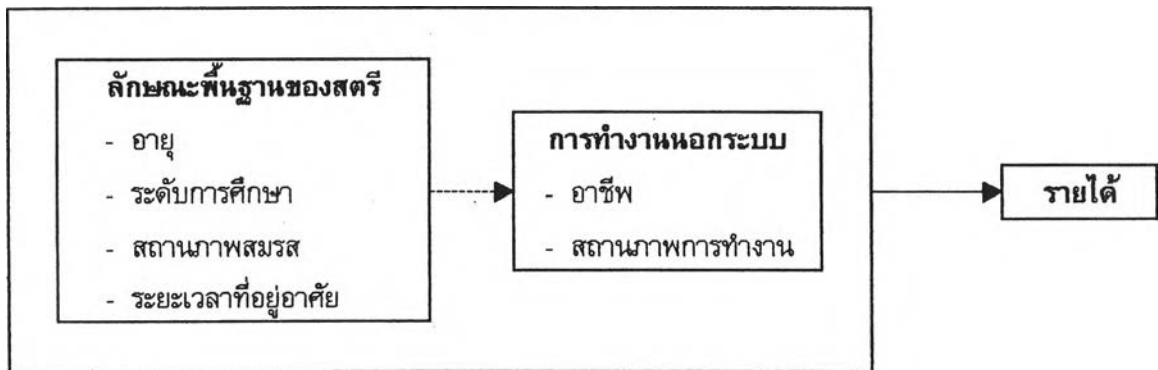 ลักษณะพื้นฐานของสตรี
- อายุ
- ระดับการศึกษา
- สถานภาพสมรส
- ระยะเวลาที่อยู่อาศัย
การทำงานนอกระบบ
- อาชีพ
- สถานภาพการทำงาน
รายได้